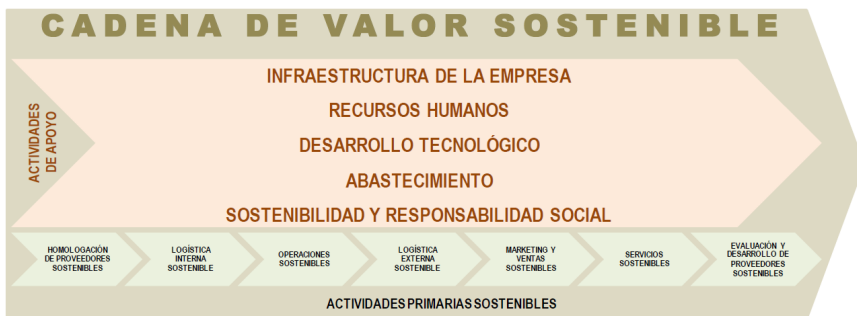 CADENA DE VALOR SOSTENIBLE
ACTIVIDADES
DE APOYO
INFRAESTRUCTURA DE LA EMPRESA
RECURSOS HUMANOS
DESARROLLO TECNOLÓGICO
ABASTECIMIENTO
SOSTENIBILIDAD Y RESPONSABILIDAD SOCIAL
HOMOLOGACIÓN
DE PROVEEDORES
SOSTENIBLES
LOGÍSTICA
INTERNA
SOSTENIBLE
OPERACIONES
SOSTENIBLES
LOGÍSTICA
EXTERNA
SOSTENIBLE
MARKETING Y
VENTAS
SOSTENIBLES
SERVICIOS
SOSTENIBLES
EVALUACIÓN Y
DESARROLLO DE
PROVEEDORES
SOSTENIBLES
ACTIVIDADES PRIMARIAS SOSTENIBLES